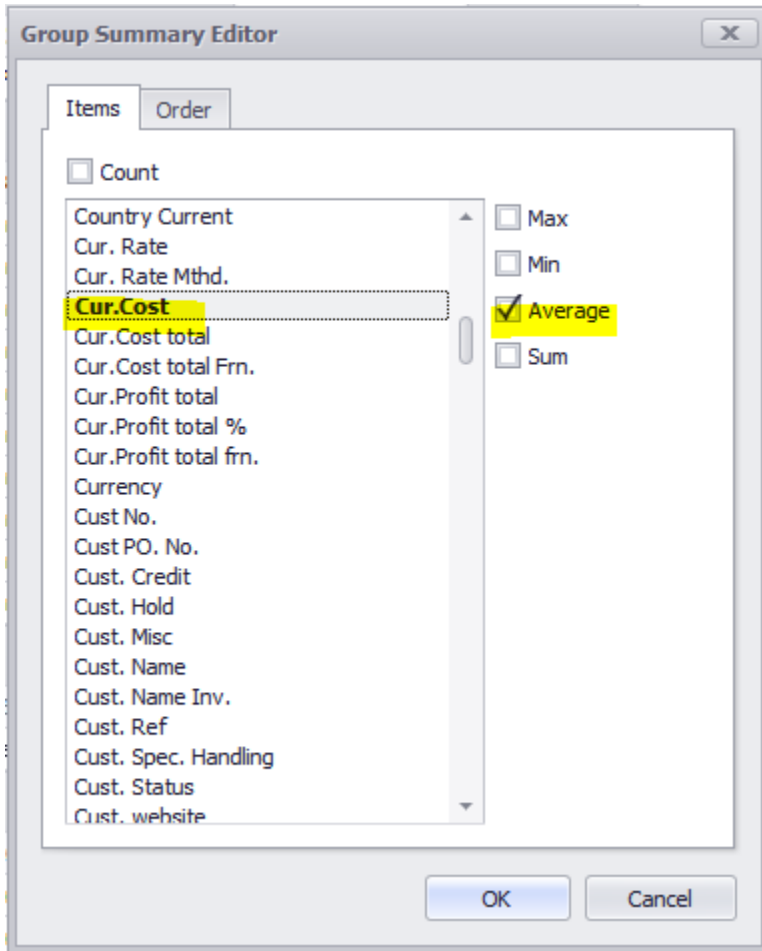 Group Summary Editor
Items Order
Count
Country Current
Cur. Rate
Cur. Rate Mthd.
Cur.Cost
Cur.Cost total
Cur.Cost total Frn.
Cur.Profit total
Cur.Profit total %
Cur.Profit total frn.
Currency
Cust No.
Cust PO. No.
Cust. Credit
Cust. Hold
Cust. Misc
Cust. Name
Cust. Name Inv.
Cust. Ref
Cust. Spec. Handling
Cust. Status
Cust. website
Max
Min
Average
Sum
OK Cancel